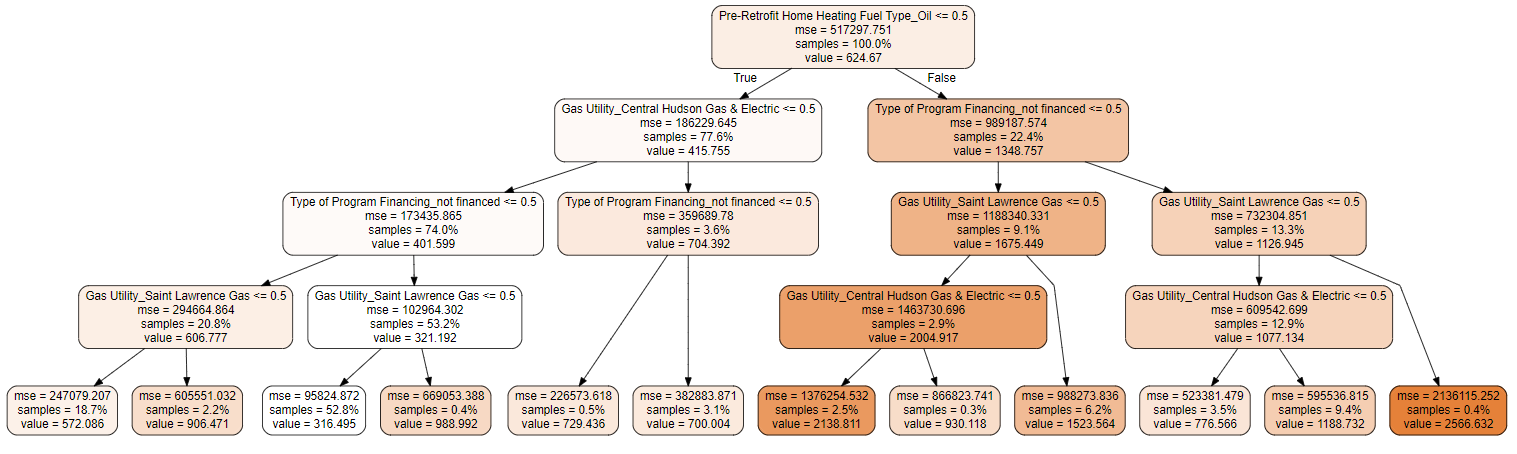 Pre-Retrofit Home Heating Fuel Type_Oil <= 0.5
mse = 517297.751
samples = 100.0%
value = 624.67
True
False
Gas Utility_Central Hudson Gas & Electric <= 0.5
mse = 186229.645
samples = 77.6%
value = 415.755
Type of Program Financing_not financed <= 0.5
mse = 989187.574
samples = 22.4%
value = 1348.757
Type of Program Financing_not financed <= 0.5
mse = 173435.865
samples = 74.0%
value = 401.599
Type of Program Financing_not financed <= 0.5
mse = 359689.78
samples = 3.6%
value = 704.392
Gas Utility_Saint Lawrence Gas <= 0.5
mse = 1188340.331
samples = 9.1%
value = 1675.449
Gas Utility_Saint Lawrence Gas <= 0.5
mse = 732304.851
samples = 13.3%
value = 1126.945
Gas Utility_Saint Lawrence Gas <= 0.5
mse = 294664.864
samples = 20.8%
value = 606.777
Gas Utility_Saint Lawrence Gas <= 0.5
mse = 102964.302
samples = 53.2%
value = 321.192
Gas Utility_Central Hudson Gas & Electric <= 0.5
mse = 1463730.696
samples = 2.9%
value = 2004.917
Gas Utility_Central Hudson Gas & Electric <= 0.5
mse = 609542.699
samples = 12.9%
value = 1077.134
mse = 247079.207
samples = 18.7%
value = 572.086
mse = 605551.032
samples = 2.2%
value = 906.471
mse = 95824.872
samples = 52.8%
value = 316.495
mse = 669053.388
samples = 0.4%
value = 988.992
mse = 226573.618
samples = 0.5%
value = 729.436
mse = 382883.871
samples = 3.1%
value = 700.004
mse = 1376254.532
samples = 2.5%
value = 2138.811
mse = 866823.741
samples = 0.3%
value = 930.118
mse = 988273.836
samples = 6.2%
value = 1523.564
mse = 523381.479
samples = 3.5%
value = 776.566
mse = 595536.815
samples = 9.4%
value = 1188.732
mse = 2136115.252
samples = 0.4%
value = 2566.632